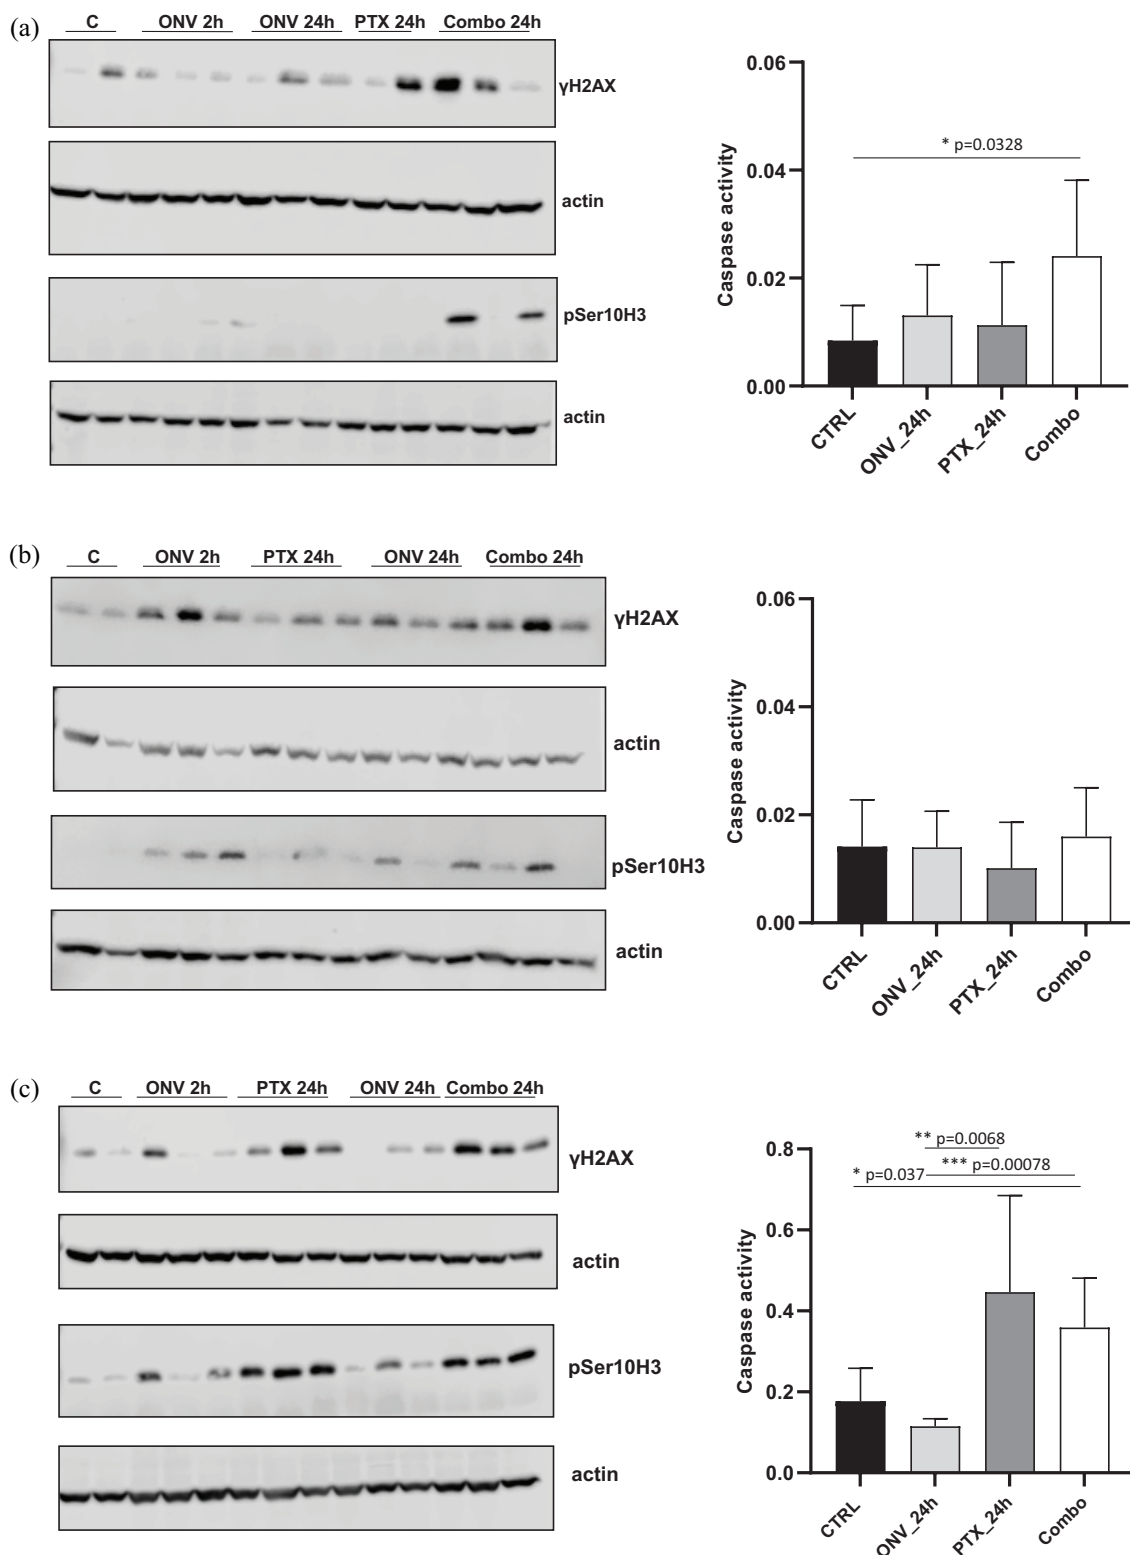 (a)
C ONV 2h ONV 24h PTX 24h Combo 24h
γH2AX
actin
pSer10H3
actin
0.06
0.04
0.02
0.00
Caspase activity
* p=0.0328
CTRL
ONV_24h
PTX_24h
Combo
(b)
C ONV 2h PTX 24h ONV 24h Combo 24h
γH2AX
actin
pSer10H3
actin
0.06
0.04
0.02
0.00
Caspase activity
CTRL
ONV_24h
PTX_24h
Combo
(c)
C ONV 2h PTX 24h ONV 24h Combo 24h
γH2AX
actin
pSer10H3
actin
0.8
0.6
0.4
0.2
0.0
Caspase activity
** p=0.0068
*** p=0.00078
* p=0.037
CTRL
ONV_24h
PTX_24h
Combo